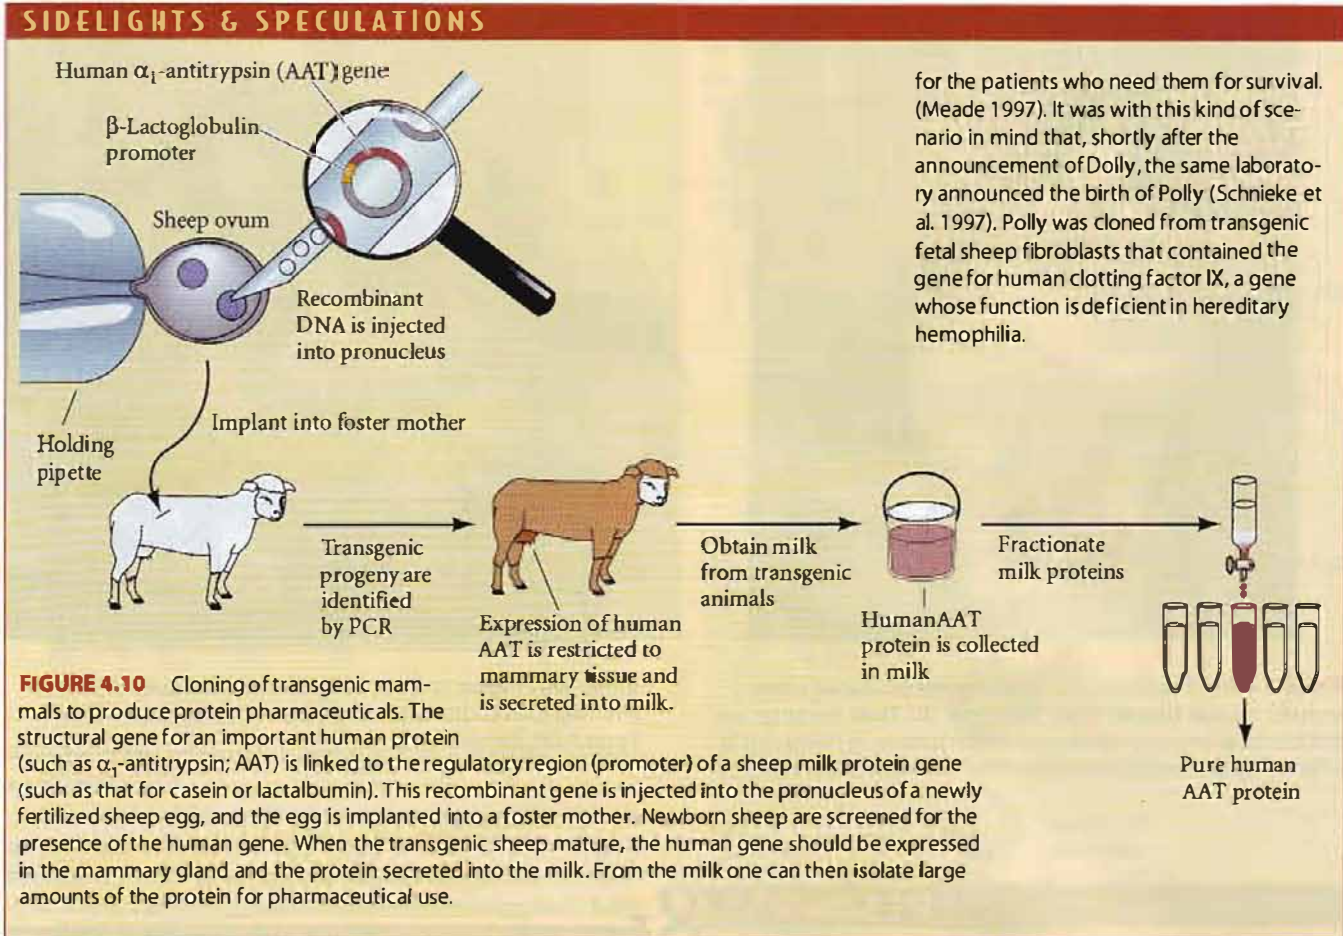 SIDELIGHTS & SPECULATIONS
Human α₁-antitrypsin (AAT) gene
β-Lactoglobulin
promoter
Sheep ovum
Recombinant
DNA is injected
into pronucleus
Implant into foster mother
Holding
pipette
for the patients who need them for survival.
(Meade 1997). It was with this kind of sce-
nario in mind that, shortly after the
announcement of Dolly, the same laborato-
ry announced the birth of Polly (Schnieke et
al. 1997). Polly was cloned from transgenic
fetal sheep fibroblasts that contained the
gene for human clotting factor IX, a gene
whose function is deficient in hereditary
hemophilia.
Transgenic
progeny are
identified
by PCR
Expression of human
AAT is restricted to
mammary tissue and
is secreted into milk.
Obtain milk
from transgenic
animals
Human AAT
protein is collected
in milk
Fractionate
milk proteins
Pure human
AAT protein
FIGURE 4.10 Cloning of transgenic mam-
mals to produce protein pharmaceuticals. The
structural gene for an important human protein
(such as α₁-antitrypsin; AAT) is linked to the regulatory region (promoter) of a sheep milk protein gene
(such as that for casein or lactalbumin). This recombinant gene is injected into the pronucleus of a newly
fertilized sheep egg, and the egg is implanted into a foster mother. Newborn sheep are screened for the
presence of the human gene. When the transgenic sheep mature, the human gene should be expressed
in the mammary gland and the protein secreted into the milk. From the milk one can then isolate large
amounts of the protein for pharmaceutical use.